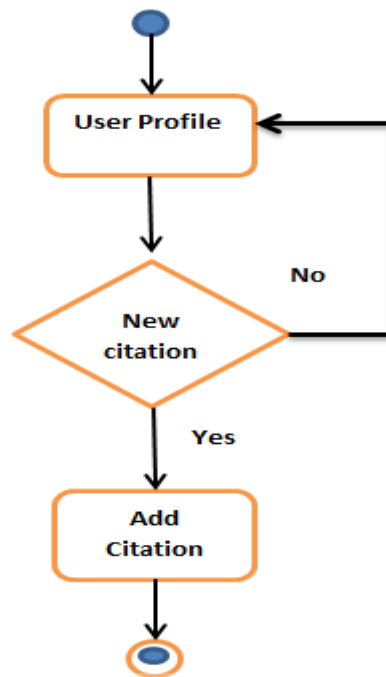 User Profile
No
New
citation
Yes
Add
Citation